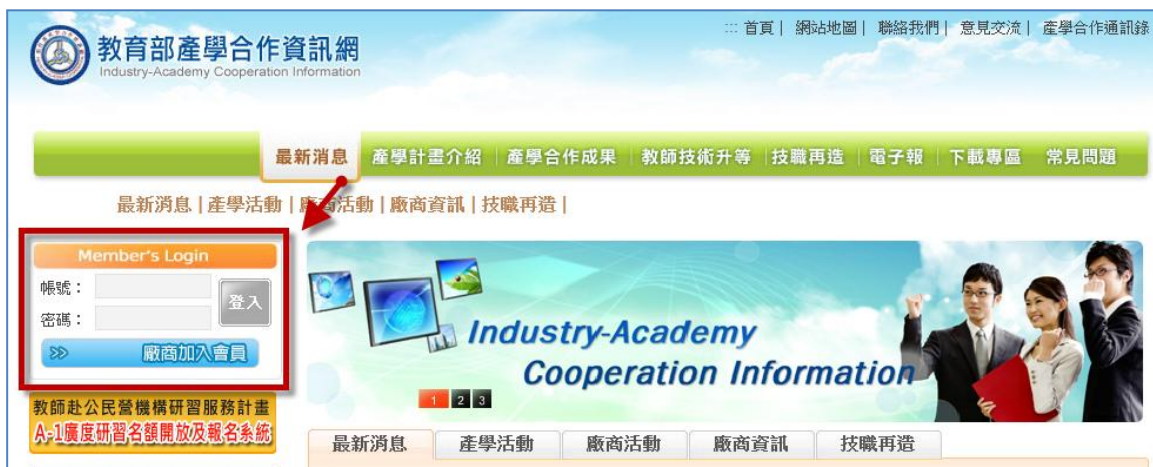 ::: 首頁 | 網站地圖 | 聯絡我們 | 意見交流 | 產學合作通訊錄
教育部產學合作資訊網
Industry-Academy Cooperation Information
最新消息 產學計畫介紹 產學合作成果 教師技術升等 技職再造 電子報 下載專區 常見問題
最新消息 | 產學活動 | 廠商活動 | 廠商資訊 | 技職再造 |
Member's Login
帳號：
密碼：
登入
廠商加入會員
教師赴公民營機構研習服務計畫
A-1廣度研習名額開放及報名系統
Industry-Academy
Cooperation Information
1 2 3
最新消息 產學活動 廠商活動 廠商資訊 技職再造